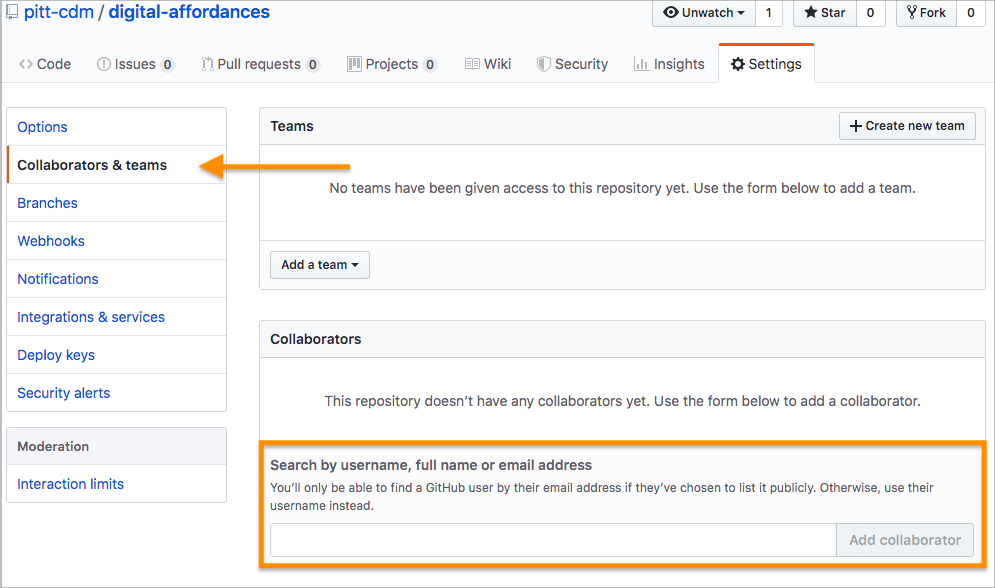 pitt-cdm / digital-affordances
Unwatch 1 Star 0 Fork 0
Code Issues 0 Pull requests 0 Projects 0 Wiki Security Insights Settings
Options
Collaborators & teams
Branches
Webhooks
Notifications
Integrations & services
Deploy keys
Security alerts
Moderation
Interaction limits
Teams
Create new team
No teams have been given access to this repository yet. Use the form below to add a team.
Add a team
Collaborators
This repository doesn’t have any collaborators yet. Use the form below to add a collaborator.
Search by username, full name or email address
You’ll only be able to find a GitHub user by their email address if they’ve chosen to list it publicly. Otherwise, use their
username instead.
Add collaborator